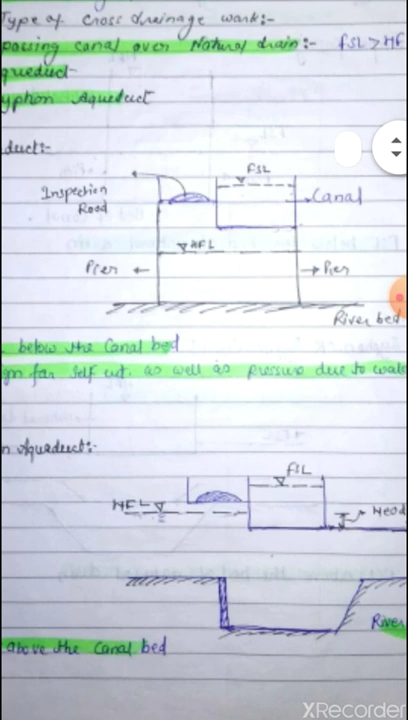 Type of Cross drainage work:-
passing canal over Natural drain:- FSL > HF
queduct-
yphon Aqueduct
duct:-
FSL
Inspection
Road
Canal
HFL
Pier
Pier
River bed
below the Canal bed
gn for self wt. as well as pressure due to wate
n Aqueduct:-
FSL
HFL
Head
River
above the Canal bed
XRecorder